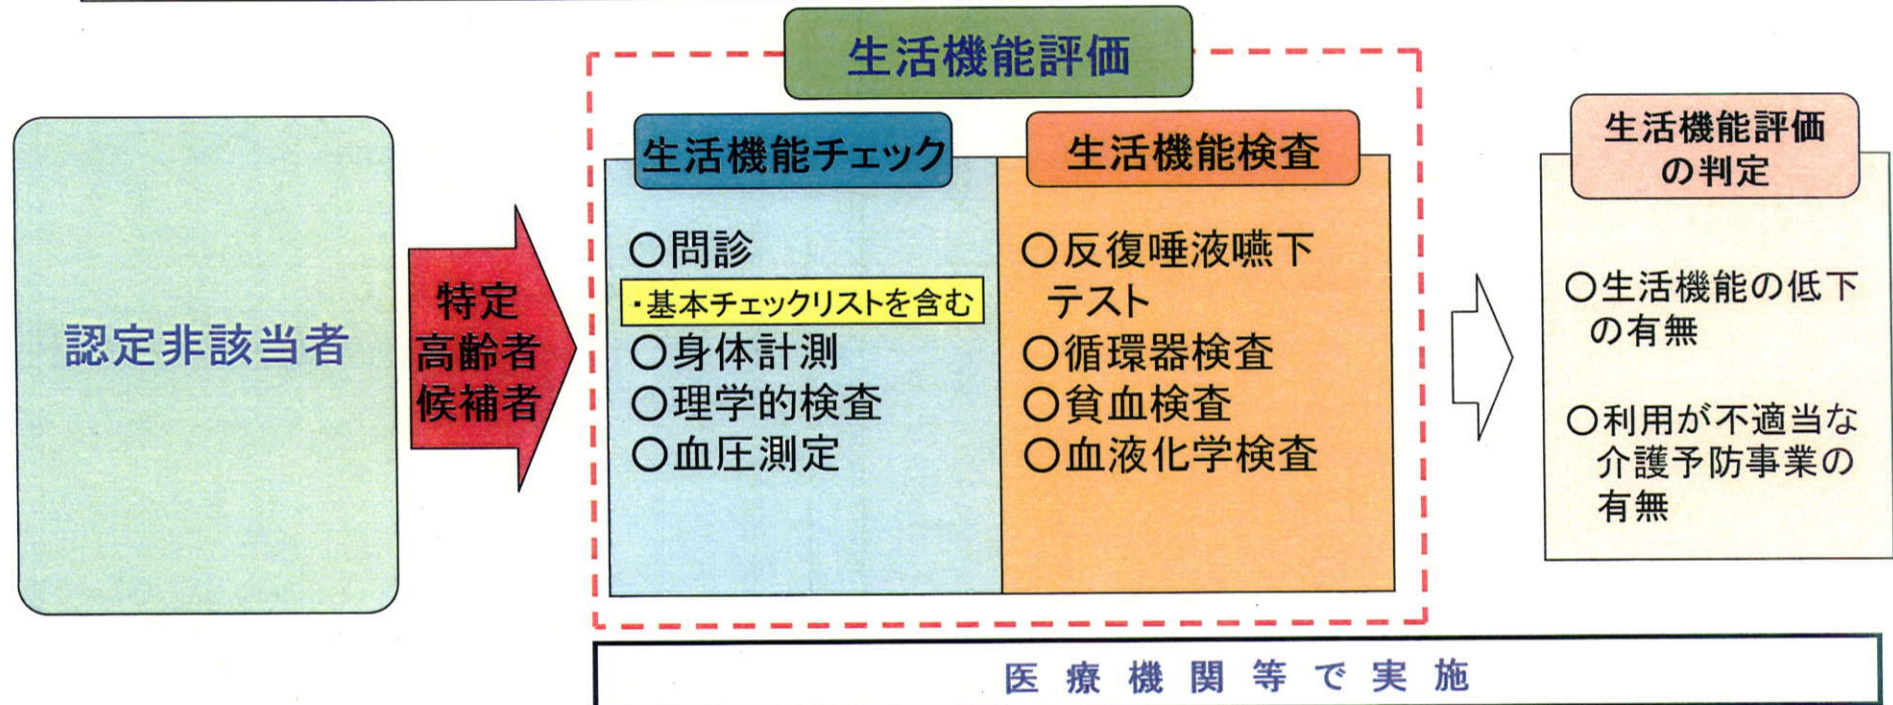 生活機能評価
認定非該当者
特定
高齢者
候補者
生活機能チェック
○問診
・基本チェックリストを含む
○身体計測
○理学的検査
○血圧測定
生活機能検査
○反復唾液嚥下
テスト
○循環器検査
○貧血検査
○血液化学検査
生活機能評価
の判定
○生活機能の低下
の有無
○利用が不適当な
介護予防事業の
有無
医療機関等で実施